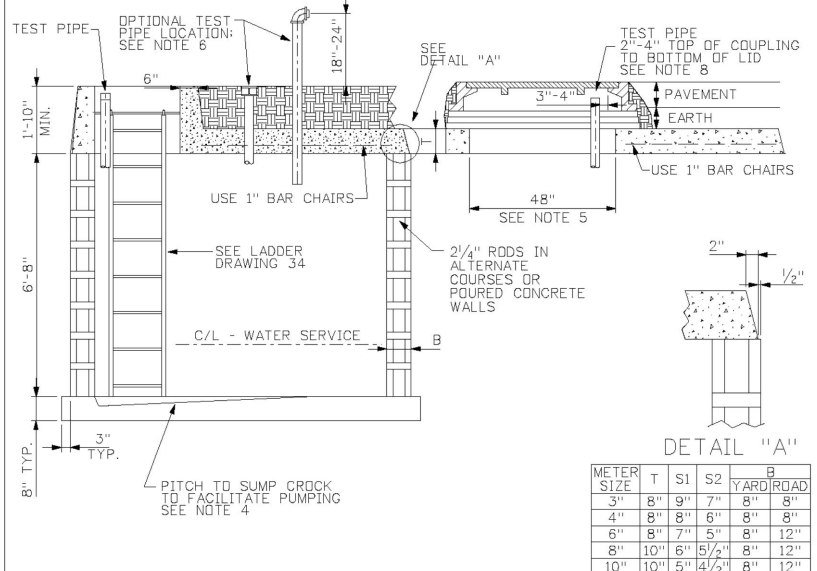 TEST PIPE
OPTIONAL TEST
PIPE LOCATION;
SEE NOTE 6
18"-24"
SEE
DETAIL "A"
TEST PIPE
2"-4" TOP OF COUPLING
TO BOTTOM OF LID
SEE NOTE 8
6"
3"-4"
PAVEMENT
EARTH
1'-10"
MIN.
T
USE 1" BAR CHAIRS
USE 1" BAR CHAIRS
48"
SEE NOTE 5
6'-8"
SEE LADDER
DRAWING 34
2 1/4" RODS IN
ALTERNATE
COURSES OR
POURED CONCRETE
WALLS
2"
1/2"
C/L - WATER SERVICE
B
3"
TYP.
8" TYP.
PITCH TO SUMP CROCK
TO FACILITATE PUMPING
SEE NOTE 4
DETAIL "A"
METER SIZE T S1 S2 B
YARD ROAD
3" 8" 9" 7" 8" 8"
4" 8" 8" 6" 8" 8"
6" 8" 7" 5" 8" 12"
8" 10" 6" 5 1/2" 8" 12"
10" 10" 5" 4 1/2" 8" 12"